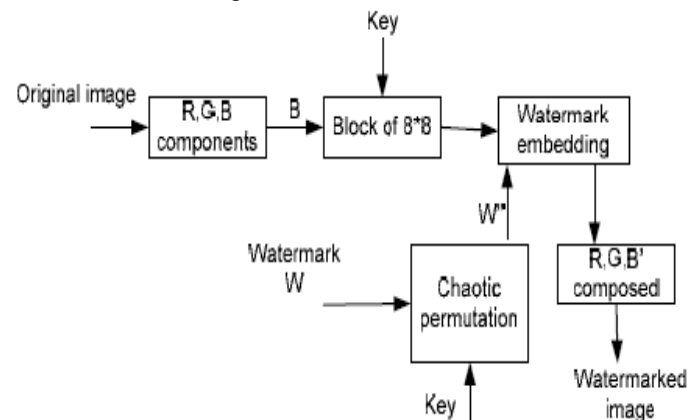 Key
Original image
R,G,B
components
B
Block of 8*8
Watermark
embedding
W"
Watermark
W
Chaotic
permutation
R,G,B'
composed
Key
Watermarked
image